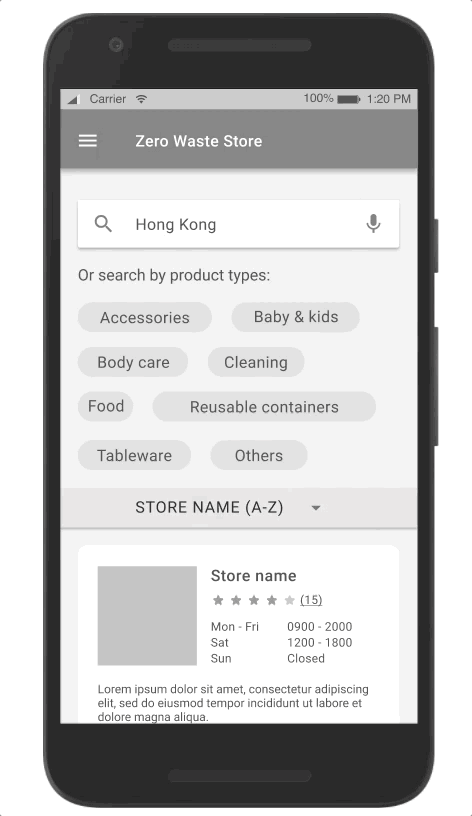 Carrier 100% 1:20 PM
Zero Waste Store
Hong Kong
Or search by product types:
Accessories Baby & kids
Body care Cleaning
Food Reusable containers
Tableware Others
STORE NAME (A-Z)
Store name
(15)
Mon - Fri 0900 - 2000
Sat 1200 - 1800
Sun Closed
Lorem ipsum dolor sit amet, consectetur adipiscing
elit, sed do eiusmod tempor incididunt ut labore et
dolore magna aliqua.